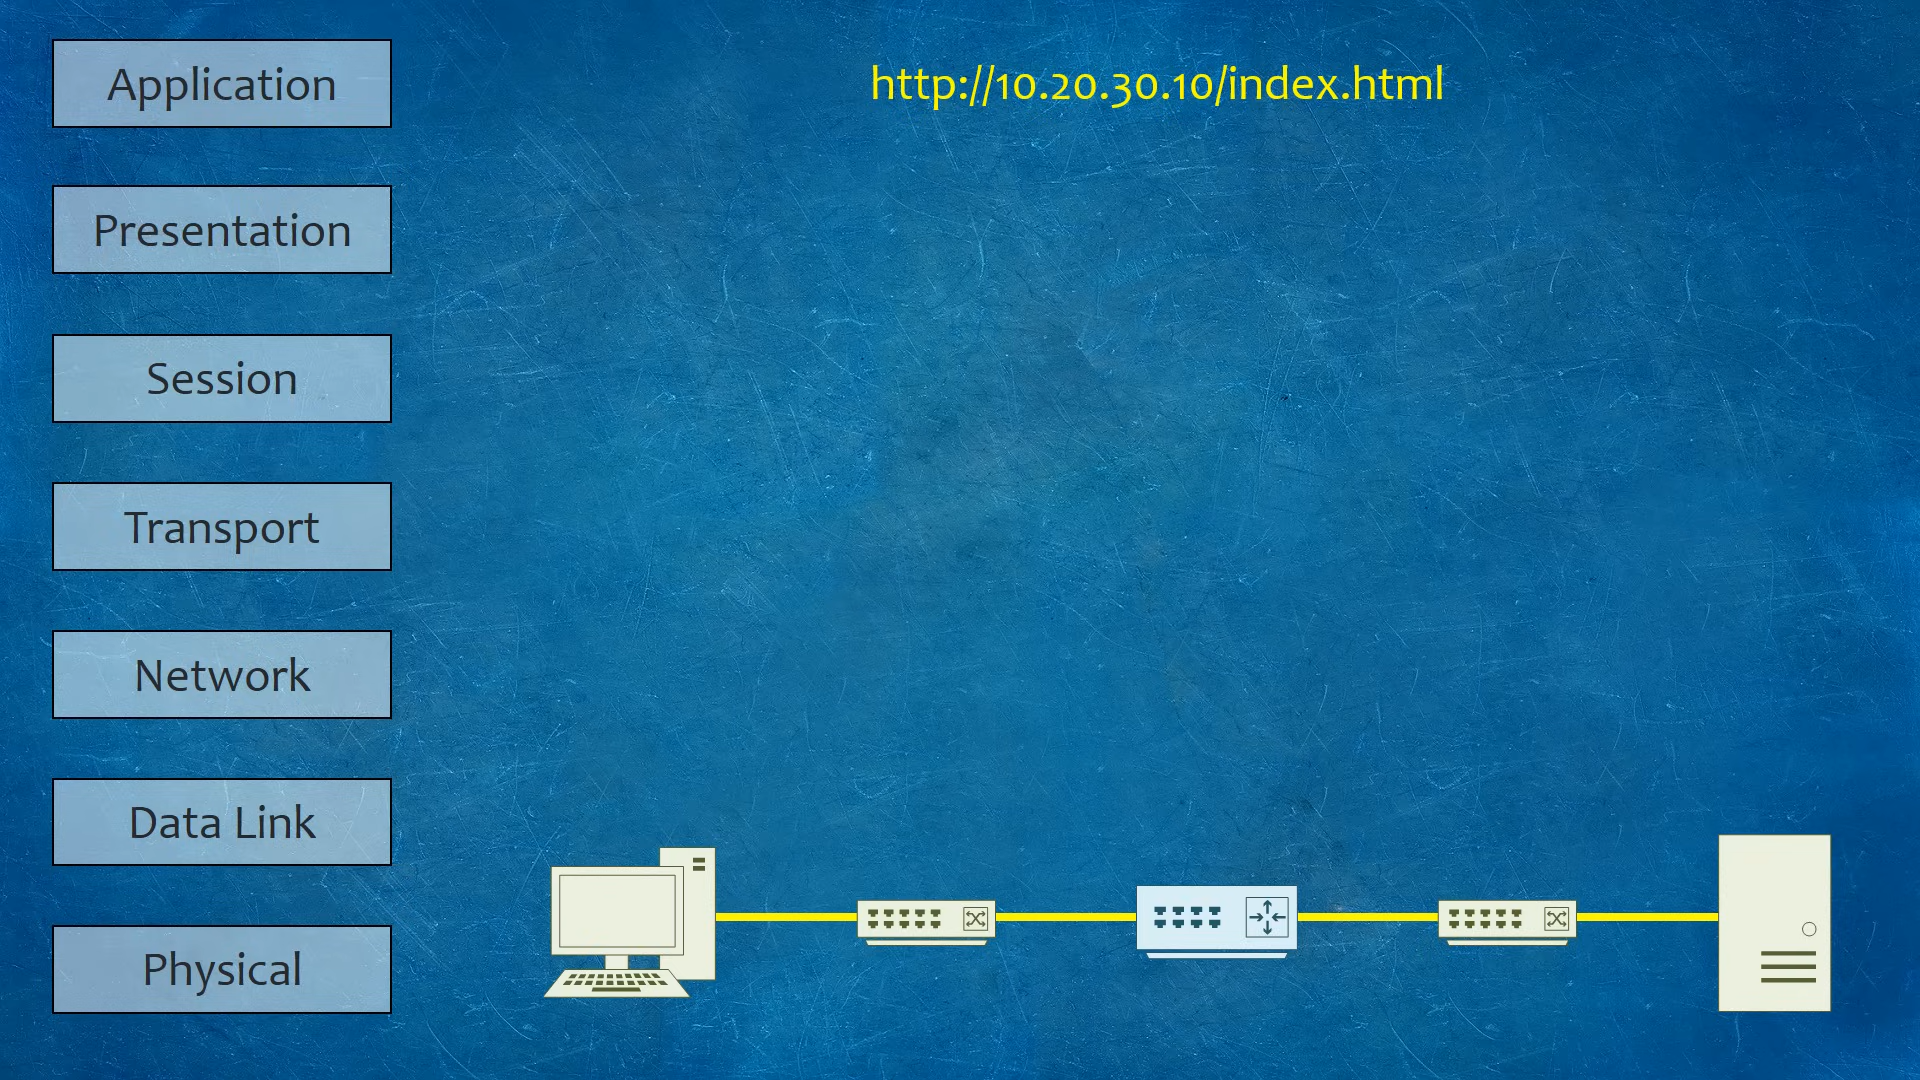 Application
http://10.20.30.10/index.html
Presentation
Session
Transport
Network
Data Link
Physical